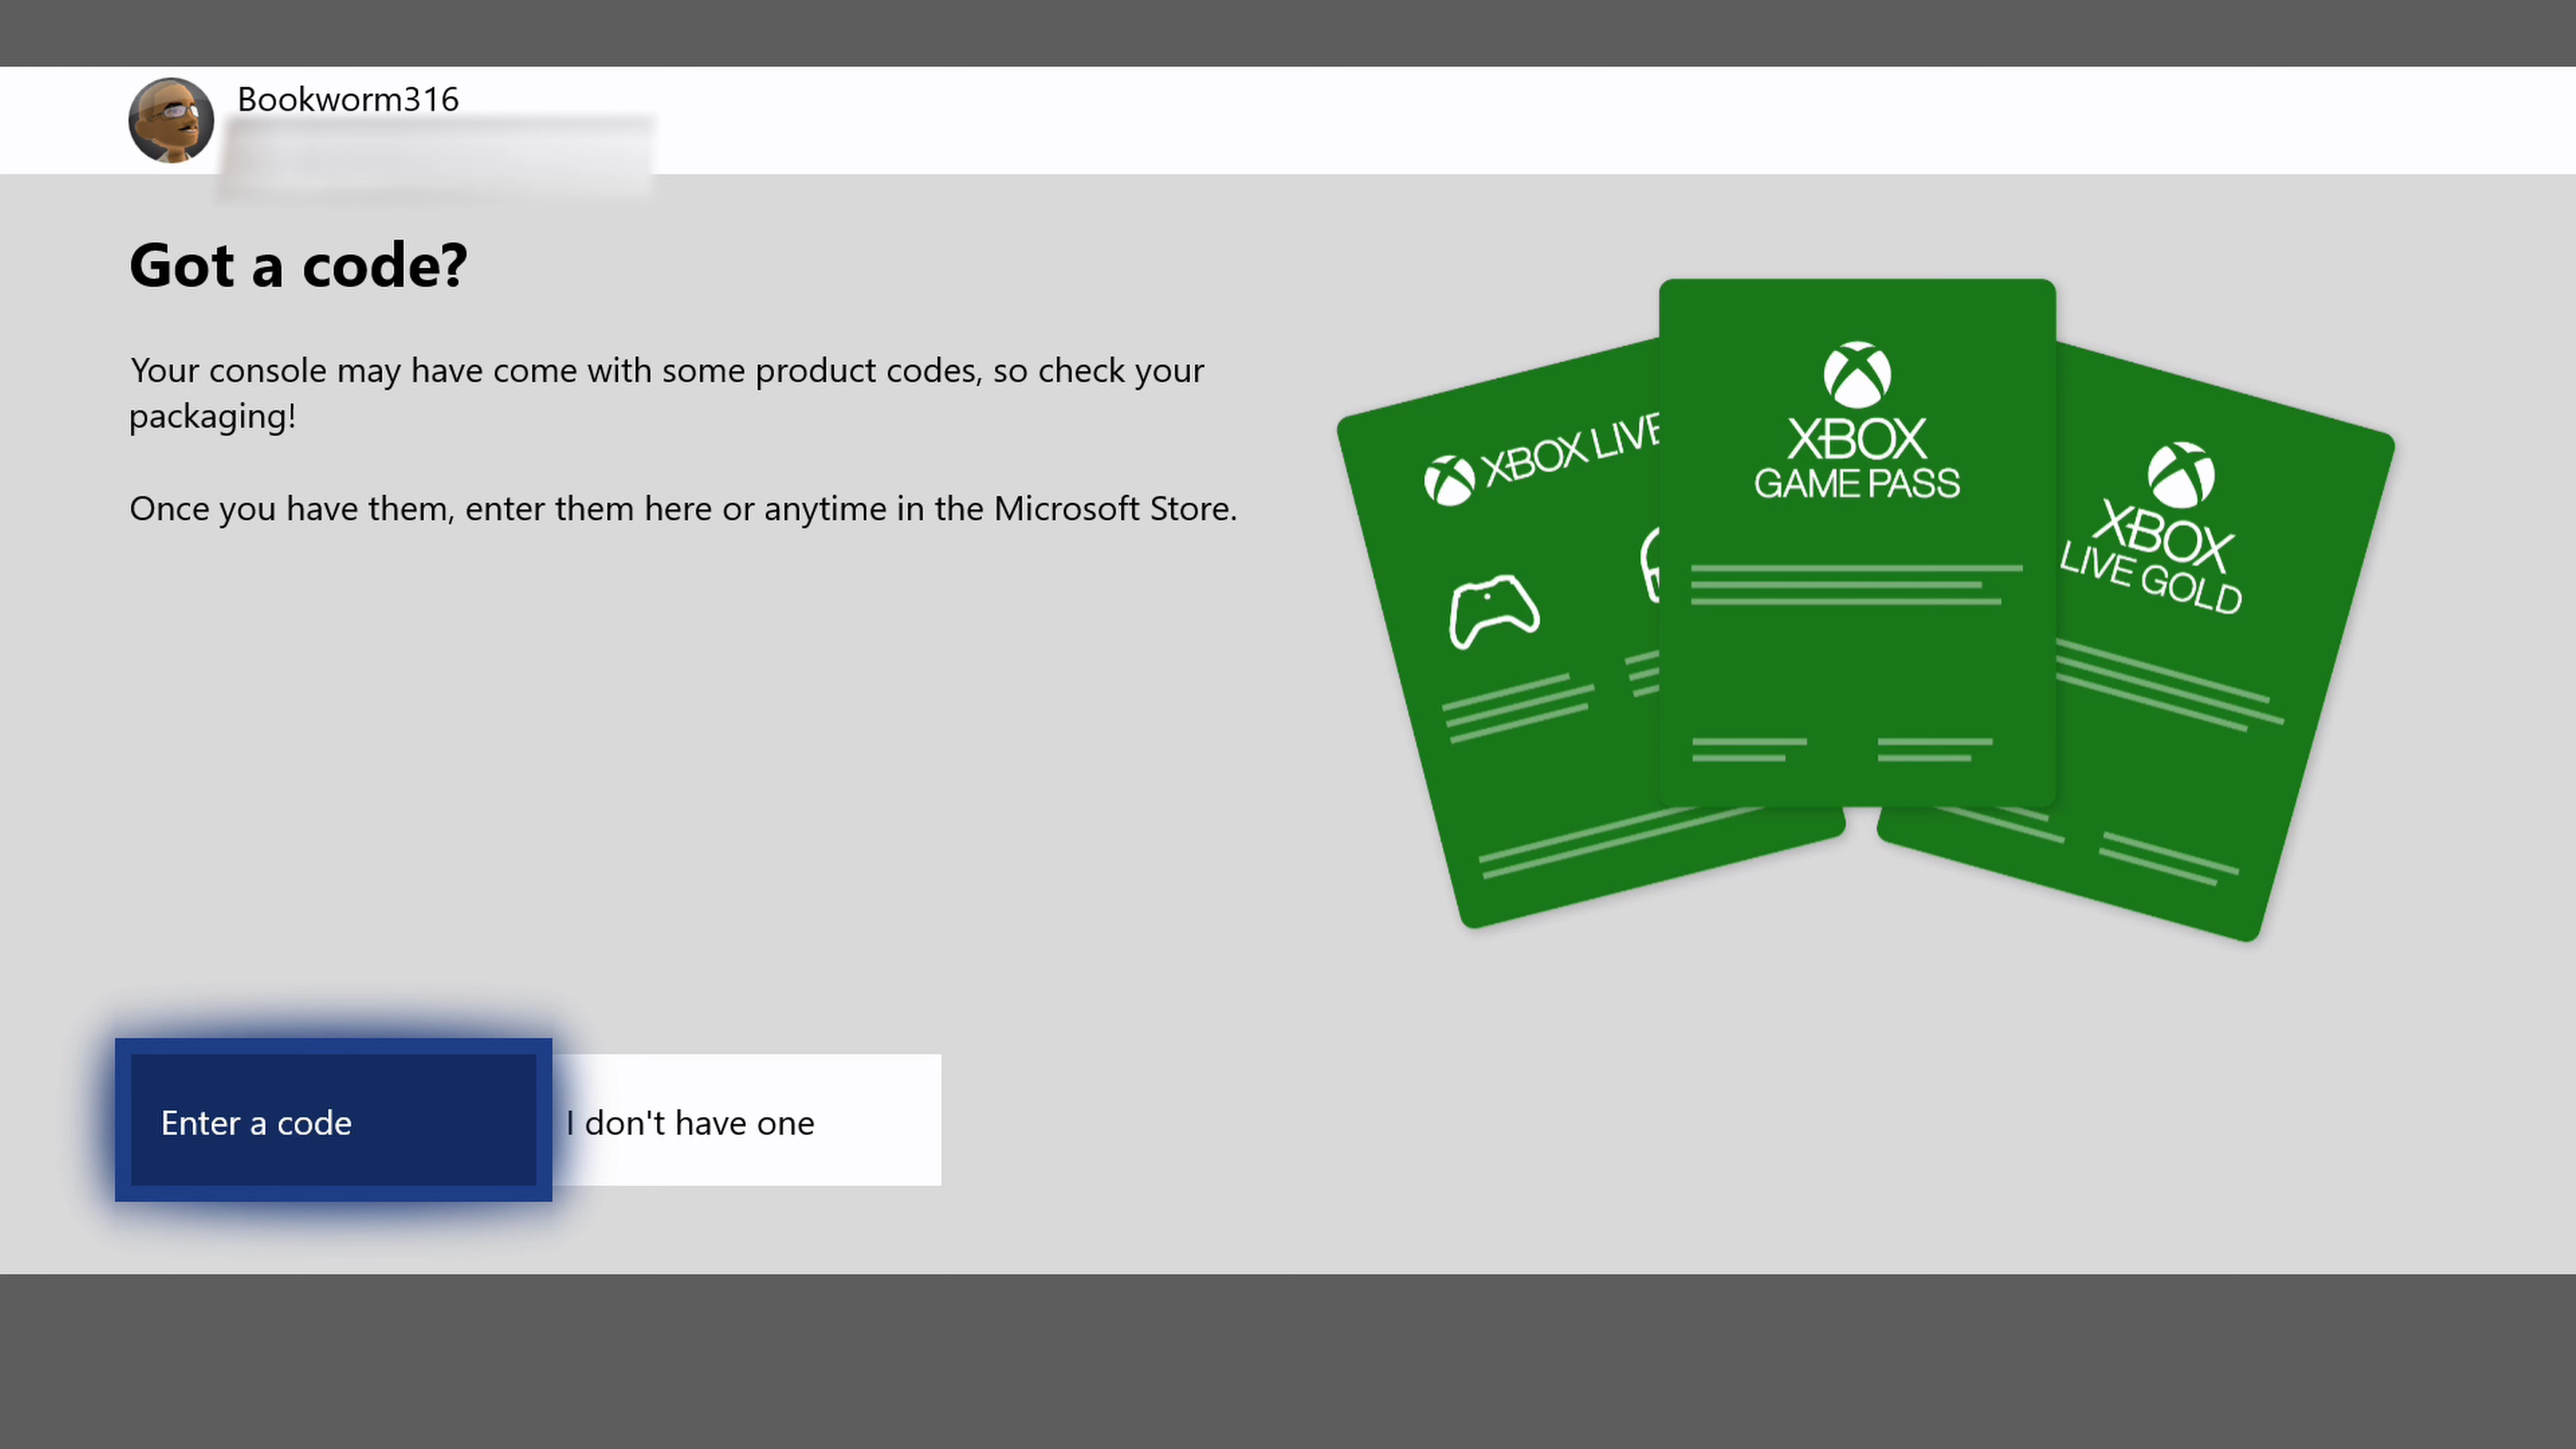 Bookworm316
Got a code?
Your console may have come with some product codes, so check your
packaging!
Once you have them, enter them here or anytime in the Microsoft Store.
XBOX LIVE
XBOX
GAME PASS
XBOX
LIVE GOLD
Enter a code
I don't have one